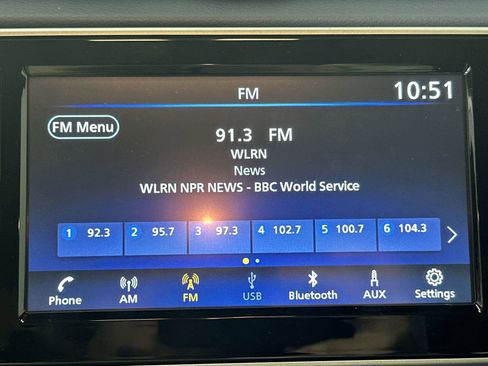 FM
10:51
FM Menu
91.3 FM
WLRN
News
WLRN NPR NEWS - BBC World Service
1 92.3 2 95.7 3 97.3 4 102.7 5 100.7 6 104.3
Phone AM FM USB Bluetooth AUX Settings